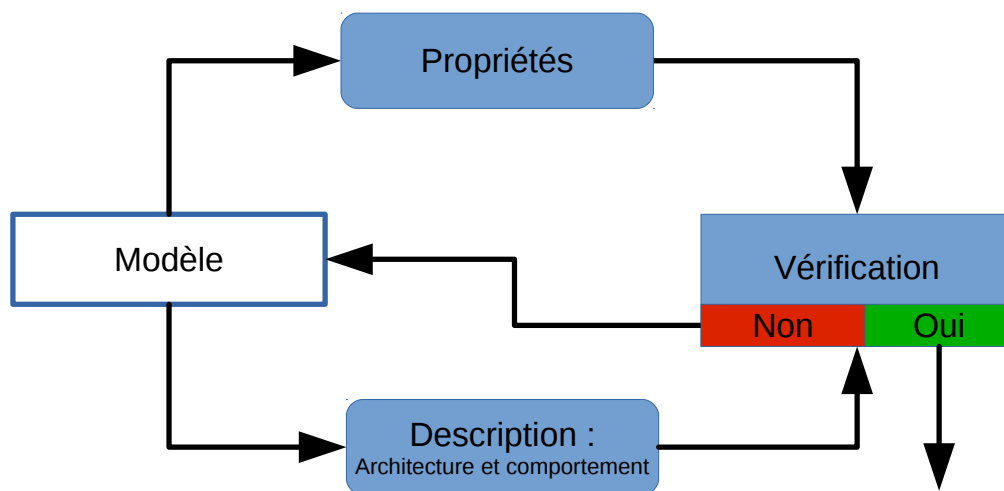 Propriétés
Modèle
Vérification
Non
Oui
Description :
Architecture et comportement